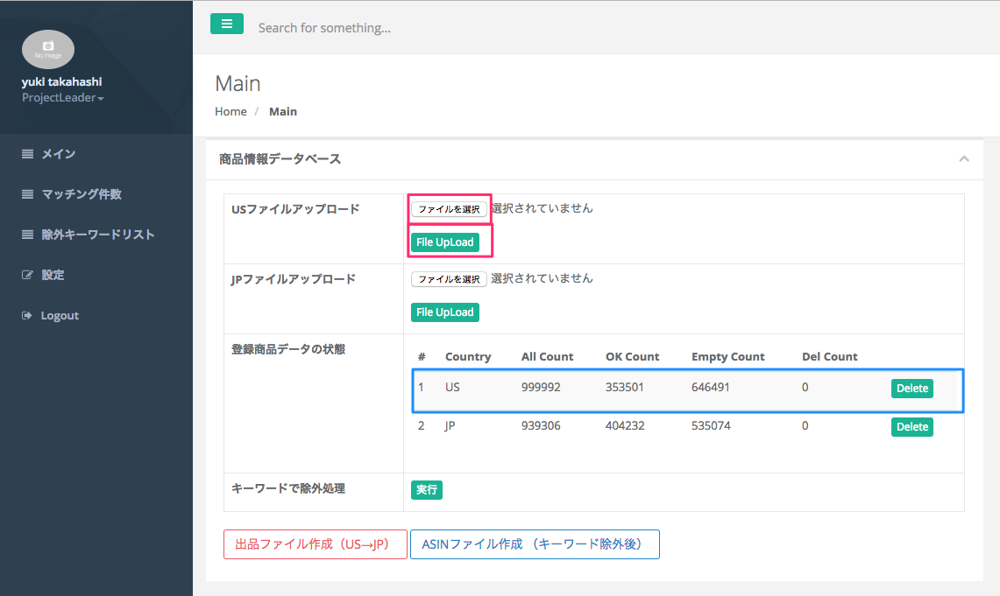 No Image
yuki takahashi
ProjectLeader
メイン
マッチング件数
除外キーワードリスト
設定
Logout
Search for something...
Main
Home / Main
商品情報データベース
USファイルアップロード
ファイルを選択 選択されていません
File UpLoad
JPファイルアップロード
ファイルを選択 選択されていません
File UpLoad
登録商品データの状態
# Country All Count OK Count Empty Count Del Count
1 US 999992 353501 646491 0 Delete
2 JP 939306 404232 535074 0 Delete
キーワードで除外処理
実行
出品ファイル作成（US→JP） ASINファイル作成 （キーワード除外後）